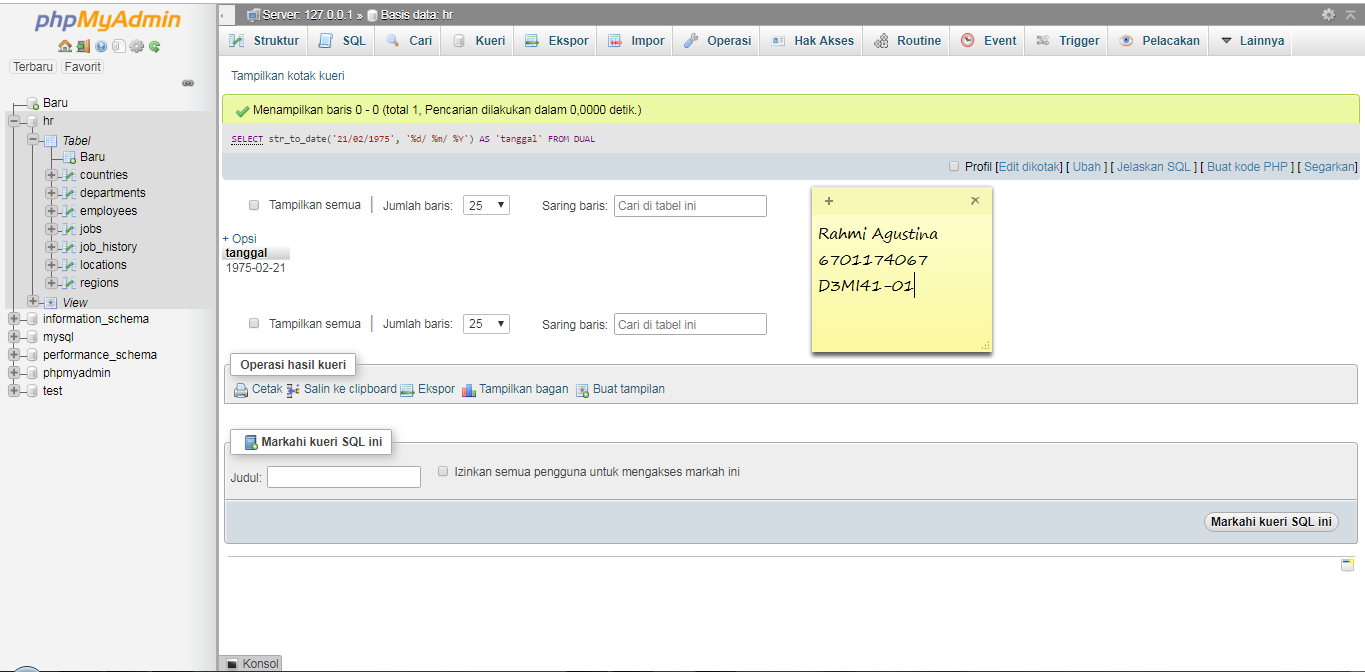 phpMyAdmin
Terbaru Favorit
Baru
hr
Tabel
Baru
countries
departments
employees
jobs
job_history
locations
regions
View
information_schema
mysql
performance_schema
phpmyadmin
test
Server: 127.0.0.1 » Basis data: hr
Struktur SQL Cari Kueri Ekspor Impor Operasi Hak Akses Routine Event Trigger Pelacakan Lainnya
Tampilkan kotak kueri
Menampilkan baris 0 - 0 (total 1, Pencarian dilakukan dalam 0,0000 detik.)
SELECT str_to_date('21/02/1975', '%d/ %m/ %Y') AS 'tanggal' FROM DUAL
Profil [Edit dikotak] [ Ubah ] [ Jelaskan SQL ] [ Buat kode PHP ] [ Segarkan]
Tampilkan semua Jumlah baris: 25 Saring baris: Cari di tabel ini
+ Opsi
tanggal
1975-02-21
Rahmi Agustina
6701174067
D3MI41-01
Tampilkan semua Jumlah baris: 25 Saring baris: Cari di tabel ini
Operasi hasil kueri
Cetak Salin ke clipboard Ekspor Tampilkan bagan Buat tampilan
Markahi kueri SQL ini
Judul: Izinkan semua pengguna untuk mengakses markah ini
Markahi kueri SQL ini
Konsol